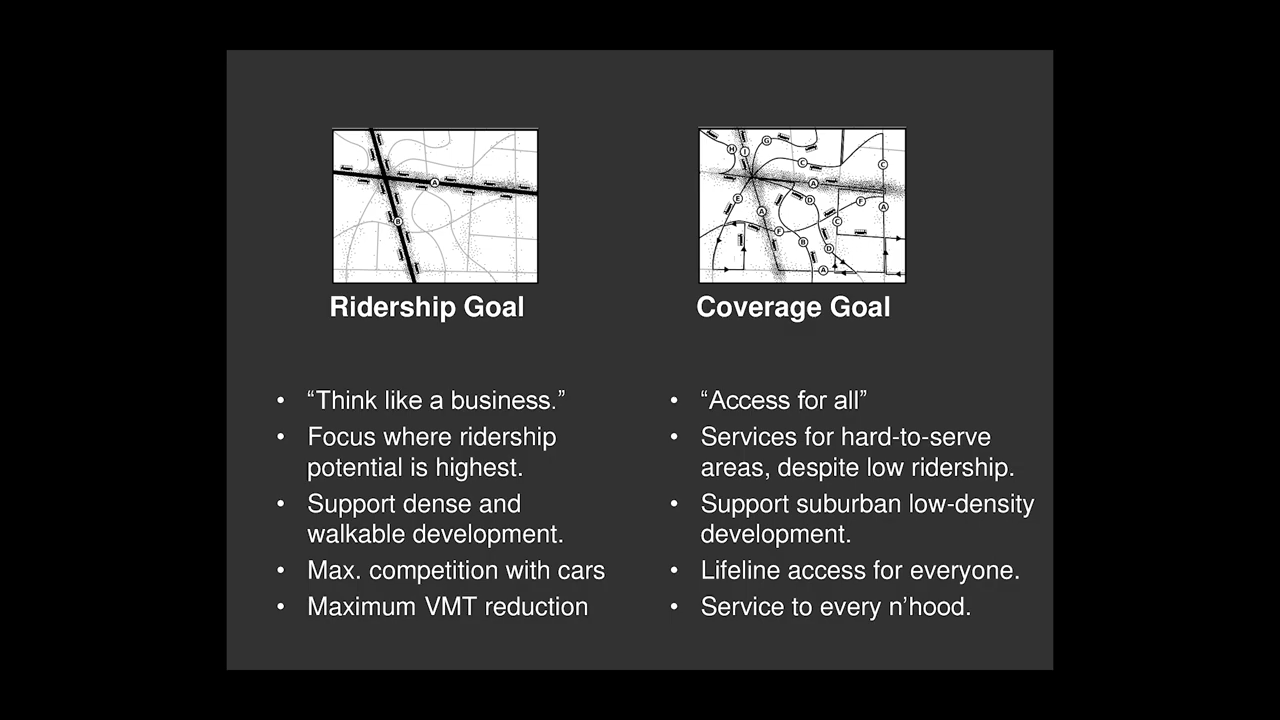 A
B
H
I
G
C
C
A
E
D
F
A
A
C
F
B
D
A
Ridership Goal
Coverage Goal
• “Think like a business.”
• Focus where ridership
potential is highest.
• Support dense and
walkable development.
• Max. competition with cars
• Maximum VMT reduction
• “Access for all”
• Services for hard-to-serve
areas, despite low ridership.
• Support suburban low-density
development.
• Lifeline access for everyone.
• Service to every n’hood.